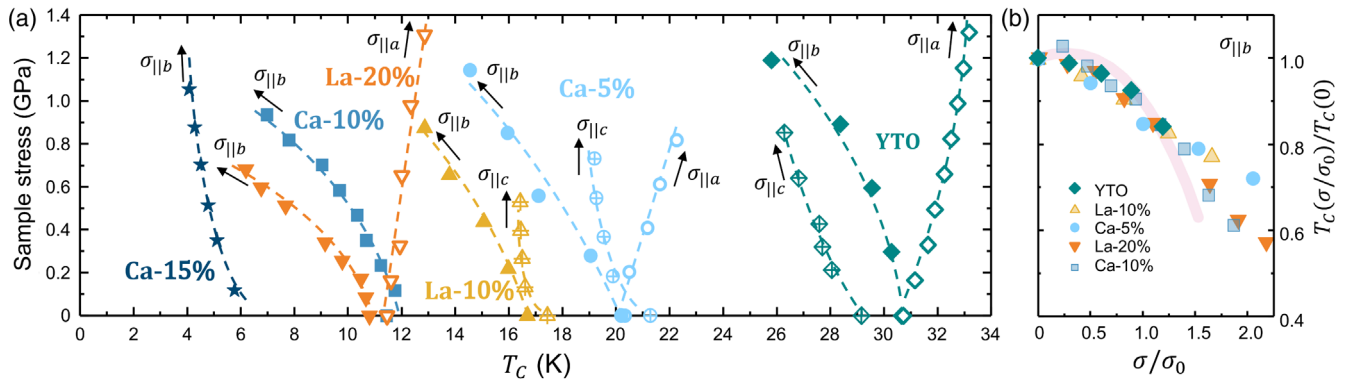 (a)
Sample stress (GPa)
1.4
1.2
1.0
0.8
0.6
0.4
0.2
0
0 2 4 6 8 10 12 14 16 18 20 22 24 26 28 30 32 34
T_C (K)
σ||b
Ca-15%
σ||b
Ca-10%
σ||b
La-20%
σ||a
σ||b
La-10%
σ||c
σ||b
Ca-5%
σ||c
σ||a
σ||b
YTO
σ||c
σ||a
(b)
σ||b
YTO
La-10%
Ca-5%
La-20%
Ca-10%
0.0 0.5 1.0 1.5 2.0
σ/σ₀
1.0
0.8
0.6
0.4
T_C(σ/σ₀)/T_C(0)